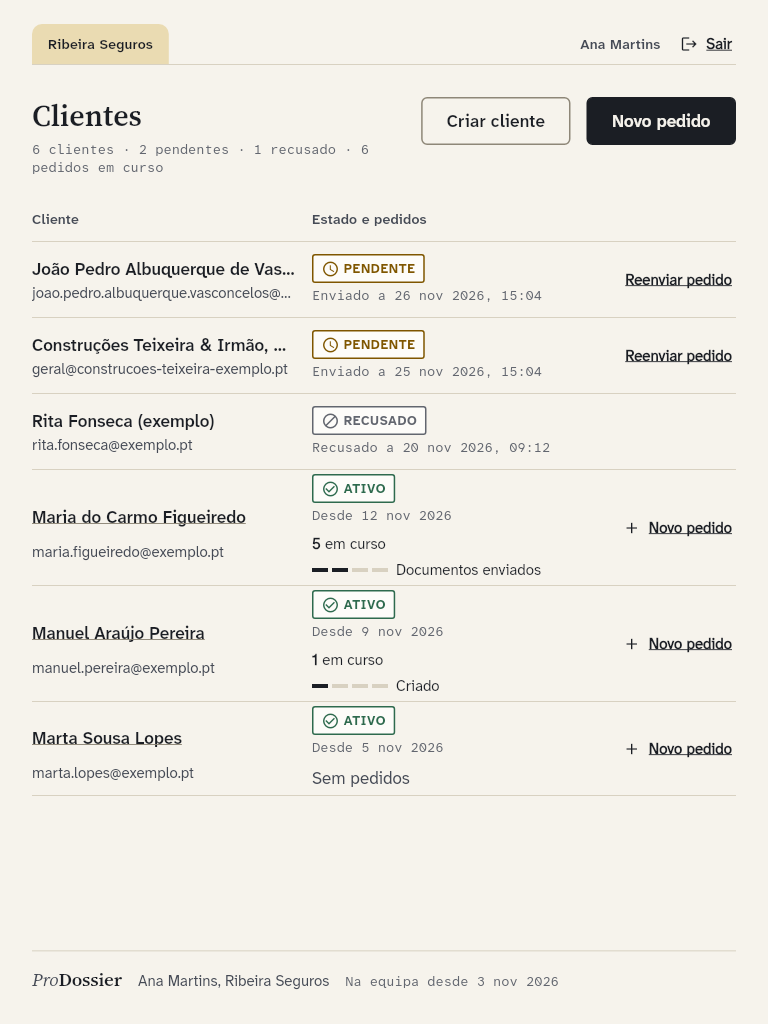 Ribeira Seguros
Ana Martins
Sair
Clientes
6 clientes · 2 pendentes · 1 recusado · 6
pedidos em curso
Criar cliente
Novo pedido
Cliente
Estado e pedidos
João Pedro Albuquerque de Vas...
joao.pedro.albuquerque.vasconcelos@...
PENDENTE
Enviado a 26 nov 2026, 15:04
Reenviar pedido
Construções Teixeira & Irmão, ...
geral@construcoes-teixeira-exemplo.pt
PENDENTE
Enviado a 25 nov 2026, 15:04
Reenviar pedido
Rita Fonseca (exemplo)
rita.fonseca@exemplo.pt
RECUSADO
Recusado a 20 nov 2026, 09:12
Maria do Carmo Figueiredo
maria.figueiredo@exemplo.pt
ATIVO
Desde 12 nov 2026
5 em curso
Documentos enviados
+ Novo pedido
Manuel Araújo Pereira
manuel.pereira@exemplo.pt
ATIVO
Desde 9 nov 2026
1 em curso
Criado
+ Novo pedido
Marta Sousa Lopes
marta.lopes@exemplo.pt
ATIVO
Desde 5 nov 2026
Sem pedidos
+ Novo pedido
ProDossier
Ana Martins, Ribeira Seguros
Na equipa desde 3 nov 2026